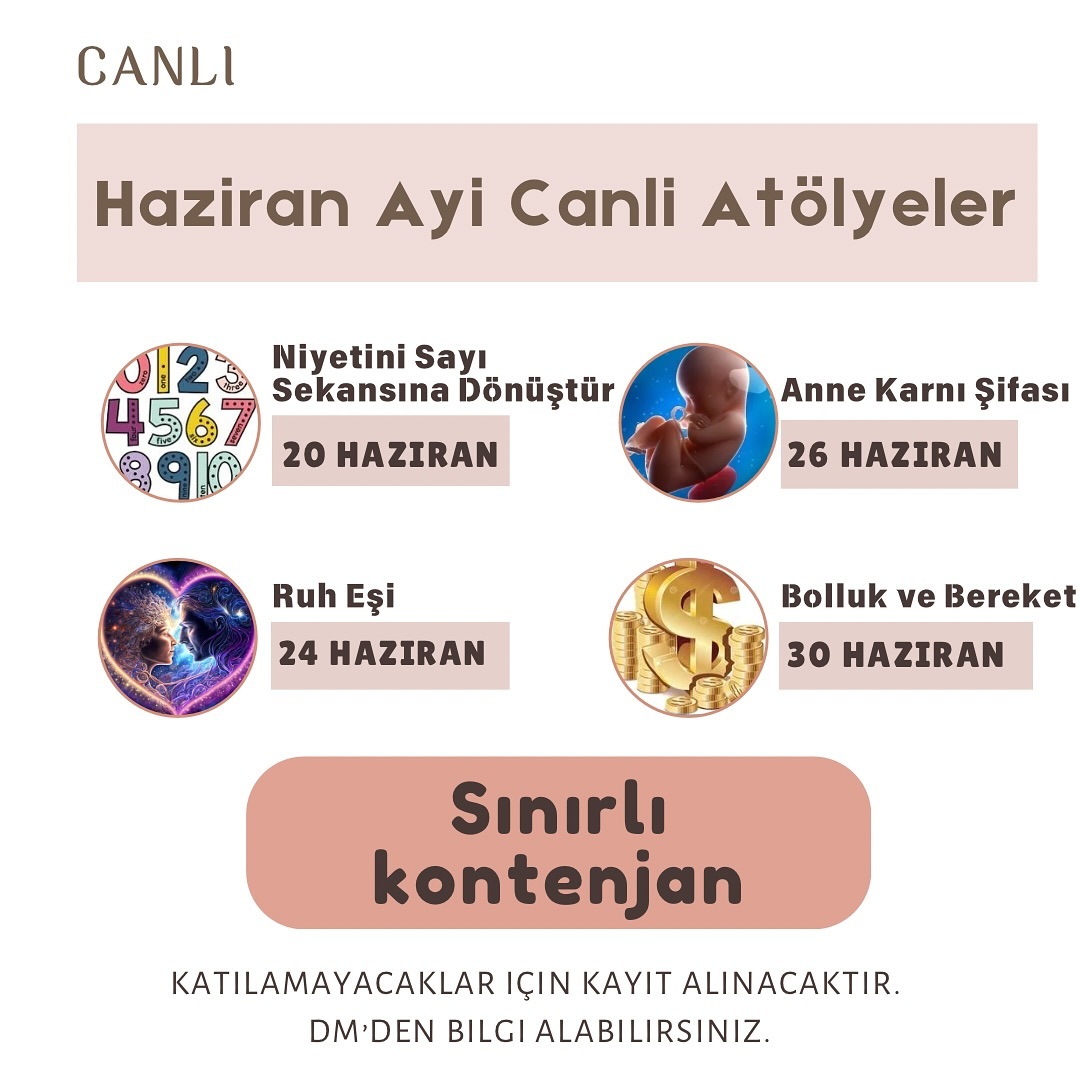 CANLI
Haziran Ayi Canli Atölyeler
Niyetini Sayı
Sekansına Dönüştür
20 HAZIRAN
Anne Karnı Şifası
26 HAZIRAN
Ruh Eşi
24 HAZIRAN
Bolluk ve Bereket
30 HAZIRAN
Sınırlı
kontenjan
KATILAMAYACAKLAR IÇIN KAYIT ALINACAKTIR.
DM'DEN BILGI ALABILIRSINIZ.